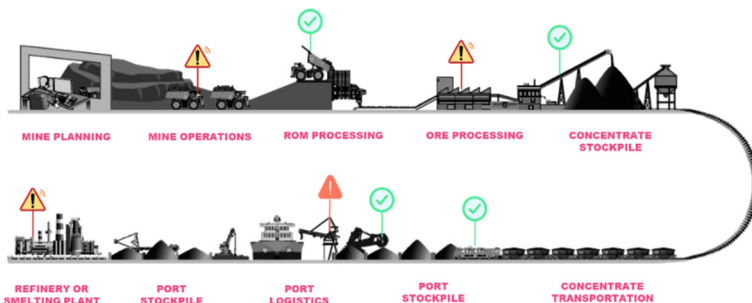 MINE PLANNING
MINE OPERATIONS
ROM PROCESSING
ORE PROCESSING
CONCENTRATE
STOCKPILE
REFINERY OR
SMELTING PLANT
PORT
STOCKPILE
PORT
LOGISTICS
PORT
STOCKPILE
CONCENTRATE
TRANSPORTATION